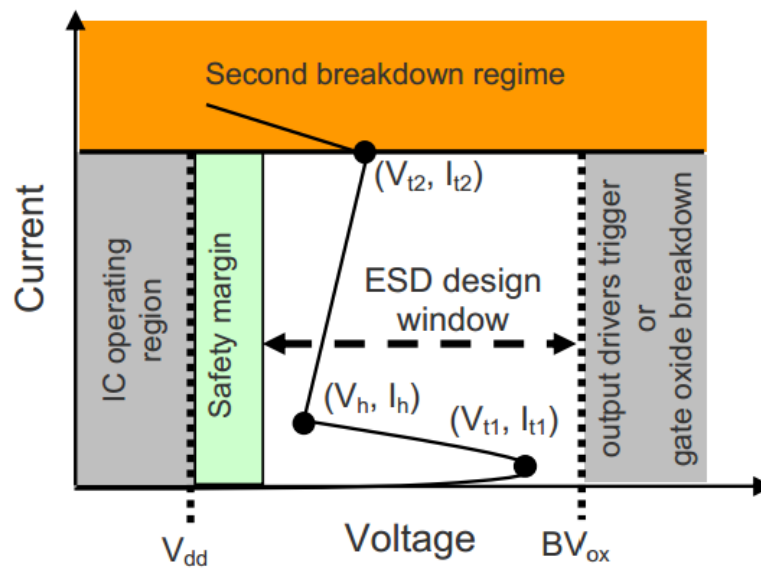 Second breakdown regime
(Vt2, It2)
Current
IC operating
region
Safety margin
ESD design
window
output drivers trigger
or
gate oxide breakdown
(Vh, Ih)
(Vt1, It1)
Vdd
Voltage
BVox